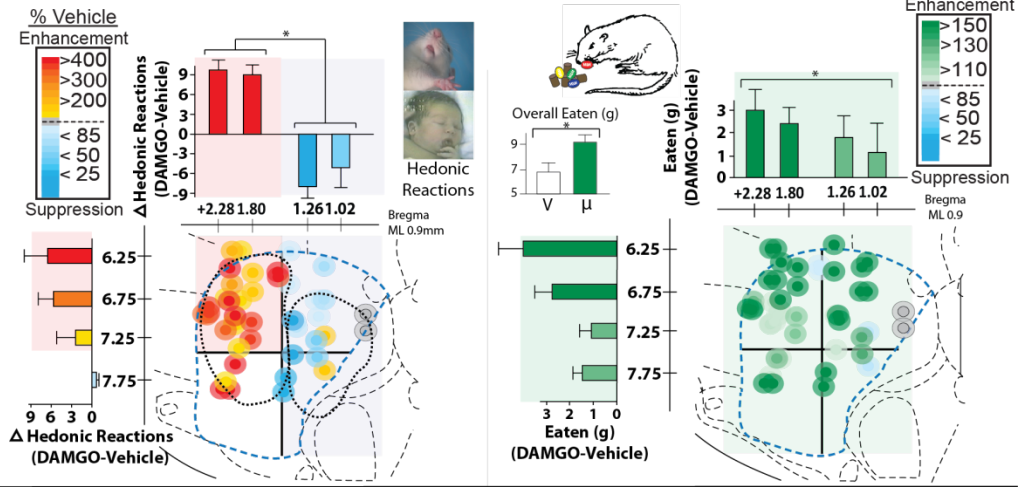 % Vehicle
Enhancement
>400
>300
>200
< 85
< 50
< 25
Suppression
Δ Hedonic Reactions
(DAMGO-Vehicle)
9
6
3
0
-3
-6
-9
*
+2.28 1.80 1.26 1.02
Bregma
ML 0.9mm
Hedonic
Reactions
6.25
6.75
7.25
7.75
9 6 3 0
Δ Hedonic Reactions
(DAMGO-Vehicle)
Overall Eaten (g)
*
9
7
5
V μ
Eaten (g)
(DAMGO-Vehicle)
3
2
1
0
*
+2.28 1.80 1.26 1.02
Bregma
ML 0.9
Enhancement
>150
>130
>110
< 85
< 50
< 25
Suppression
6.25
6.75
7.25
7.75
3 2 1 0
Eaten (g)
(DAMGO-Vehicle)